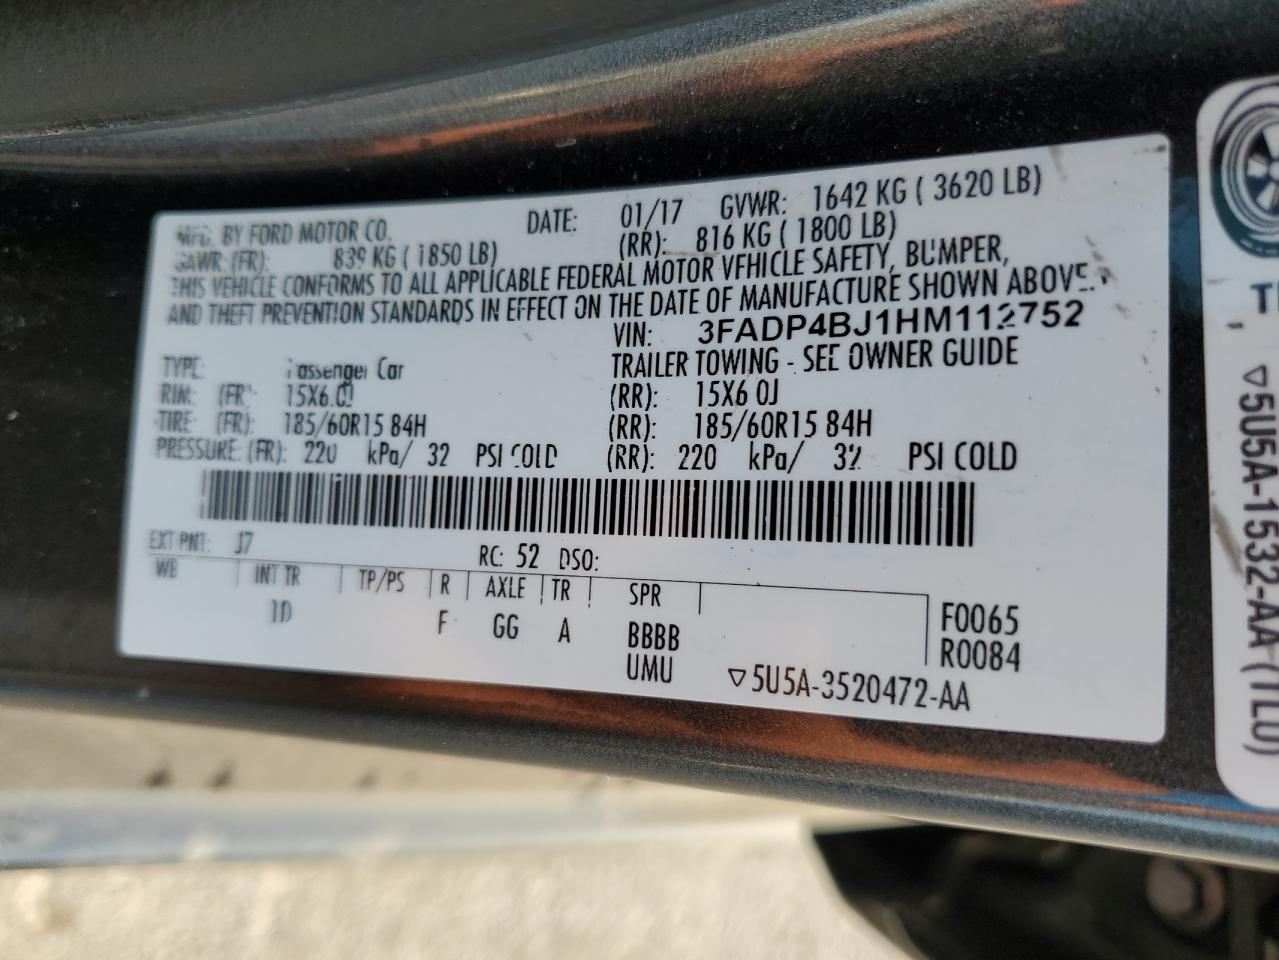 MFD. BY FORD MOTOR CO. DATE: 01/17 GVWR: 1642 KG ( 3620 LB)
GAWR: (FR): 839 KG ( 1850 LB) (RR): 816 KG ( 1800 LB)
THIS VEHICLE CONFORMS TO ALL APPLICABLE FEDERAL MOTOR VEHICLE SAFETY, BUMPER,
AND THEFT PREVENTION STANDARDS IN EFFECT ON THE DATE OF MANUFACTURE SHOWN ABOVE.
VIN: 3FADP4BJ1HM112752
TYPE: Passenger Car TRAILER TOWING - SEE OWNER GUIDE
RIM: (FR): 15X6.0J (RR): 15X6.0J
TIRE: (FR): 185/60R15 84H (RR): 185/60R15 84H
PRESSURE: (FR): 220 kPa/ 32 PSI COLD (RR): 220 kPa/ 32 PSI COLD
EXT PNT: J7 RC: 52 DSO:
WB INT TR TP/PS R AXLE TR SPR
F GG A BBBB F0065
UMU R0084
▽5U5A-3520472-AA
T
▽5U5A-1532-AA (TL0)